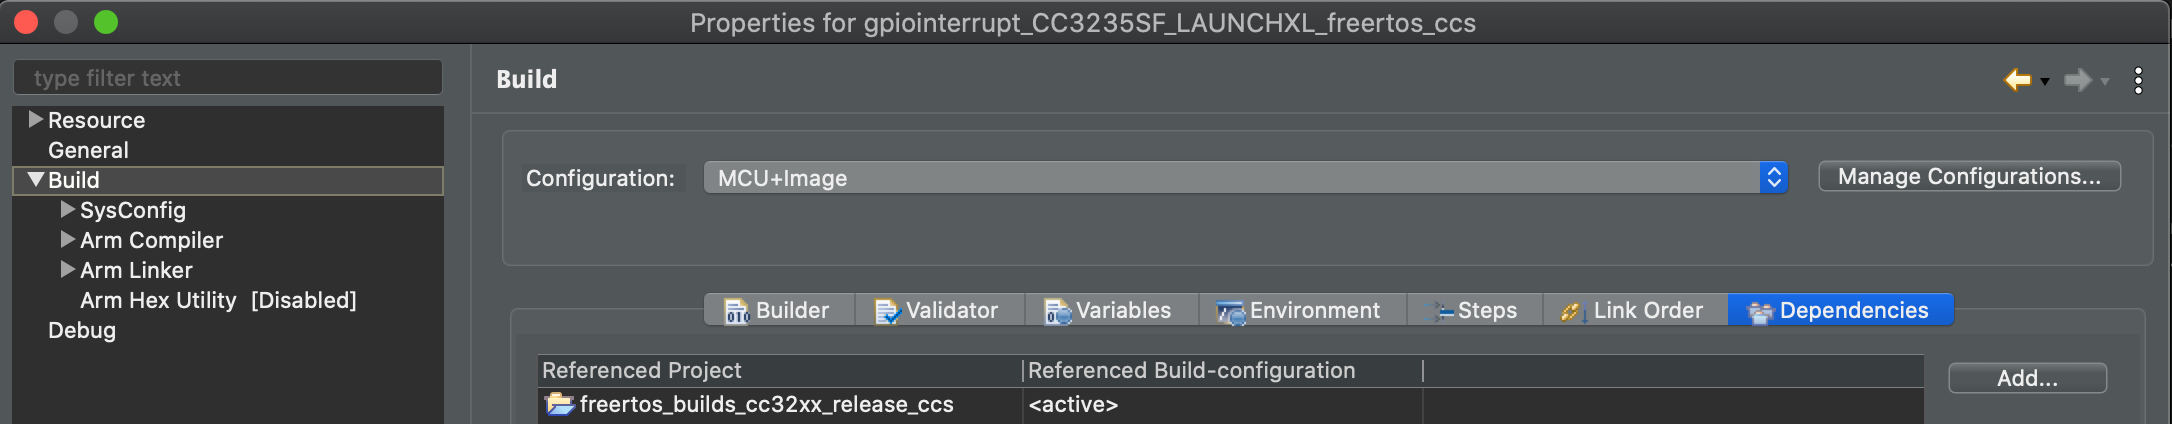 Properties for gpiointerrupt_CC3235SF_LAUNCHXL_freertos_ccs
type filter text
Resource
General
Build
SysConfig
Arm Compiler
Arm Linker
Arm Hex Utility [Disabled]
Debug
Build
Configuration: MCU+Image Manage Configurations...
Builder Validator Variables Environment Steps Link Order Dependencies
Referenced Project Referenced Build-configuration
freertos_builds_cc32xx_release_ccs <active>
Add...